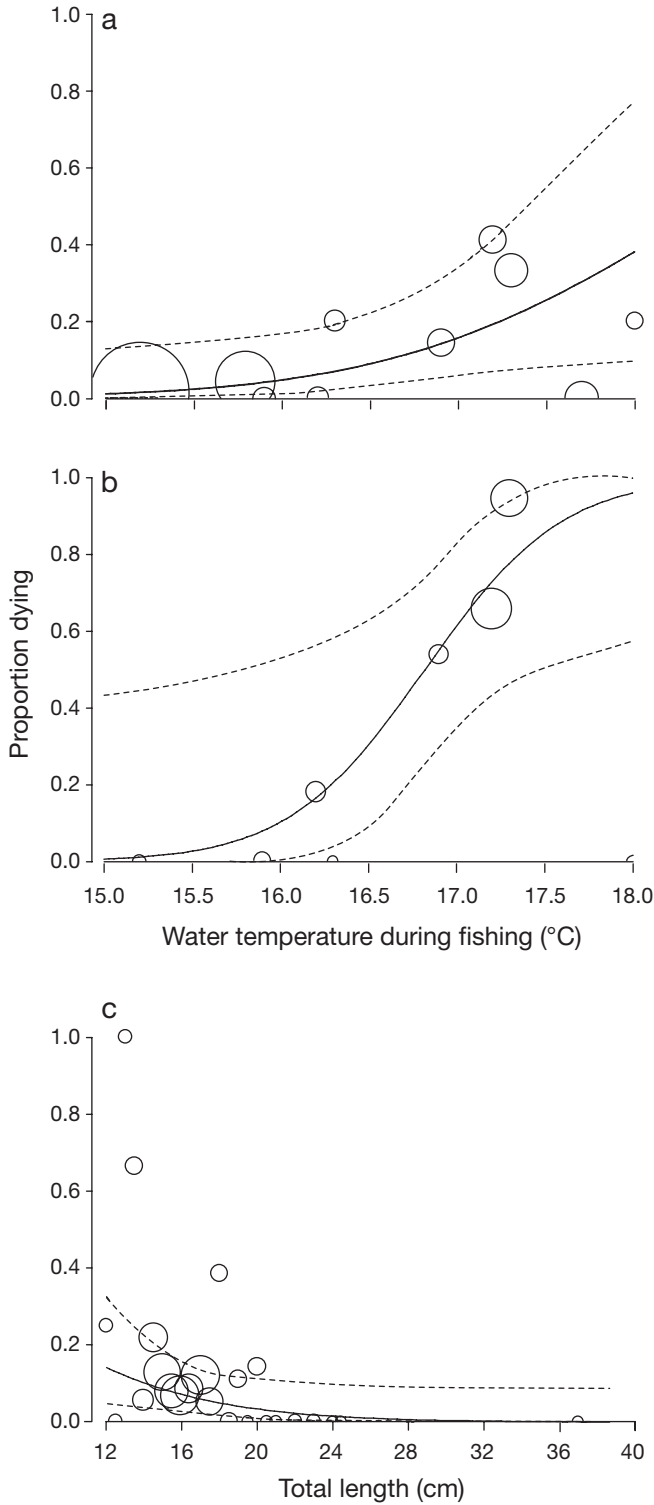 a
1.0
0.8
0.6
0.4
0.2
0.0
b
1.0
0.8
0.6
0.4
0.2
0.0
Proportion dying
15.0 15.5 16.0 16.5 17.0 17.5 18.0
Water temperature during fishing (°C)
c
1.0
0.8
0.6
0.4
0.2
0.0
12 16 20 24 28 32 36 40
Total length (cm)